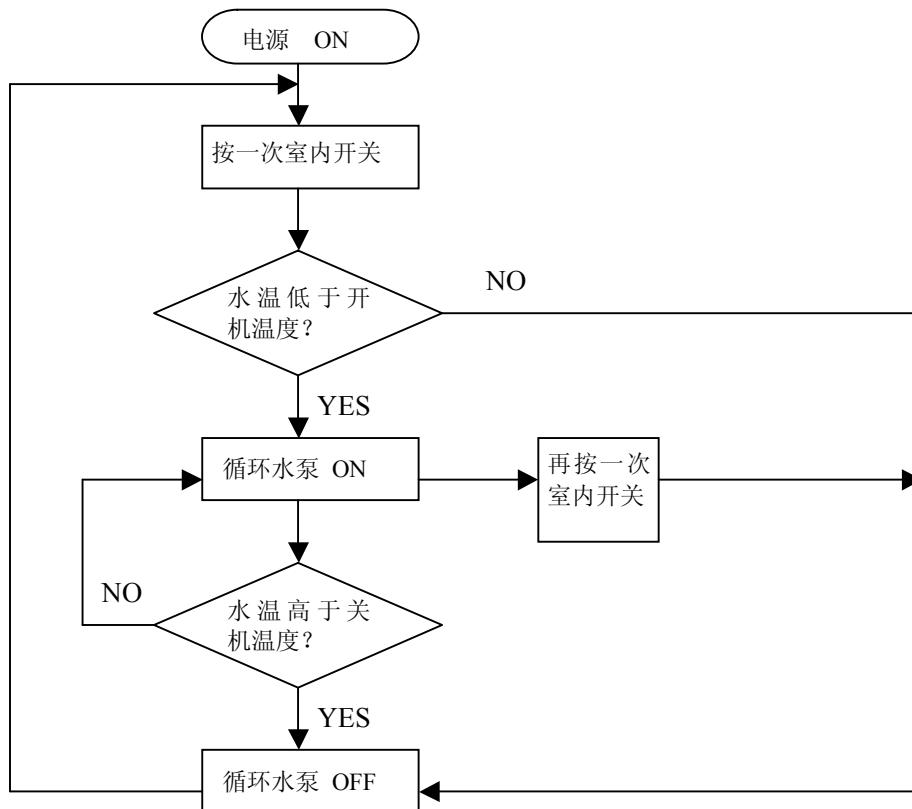 电源 ON
按一次室内开关
水温低于开
机温度？
NO
YES
循环水泵 ON
再按一次
室内开关
NO
水温高于关
机温度？
YES
循环水泵 OFF